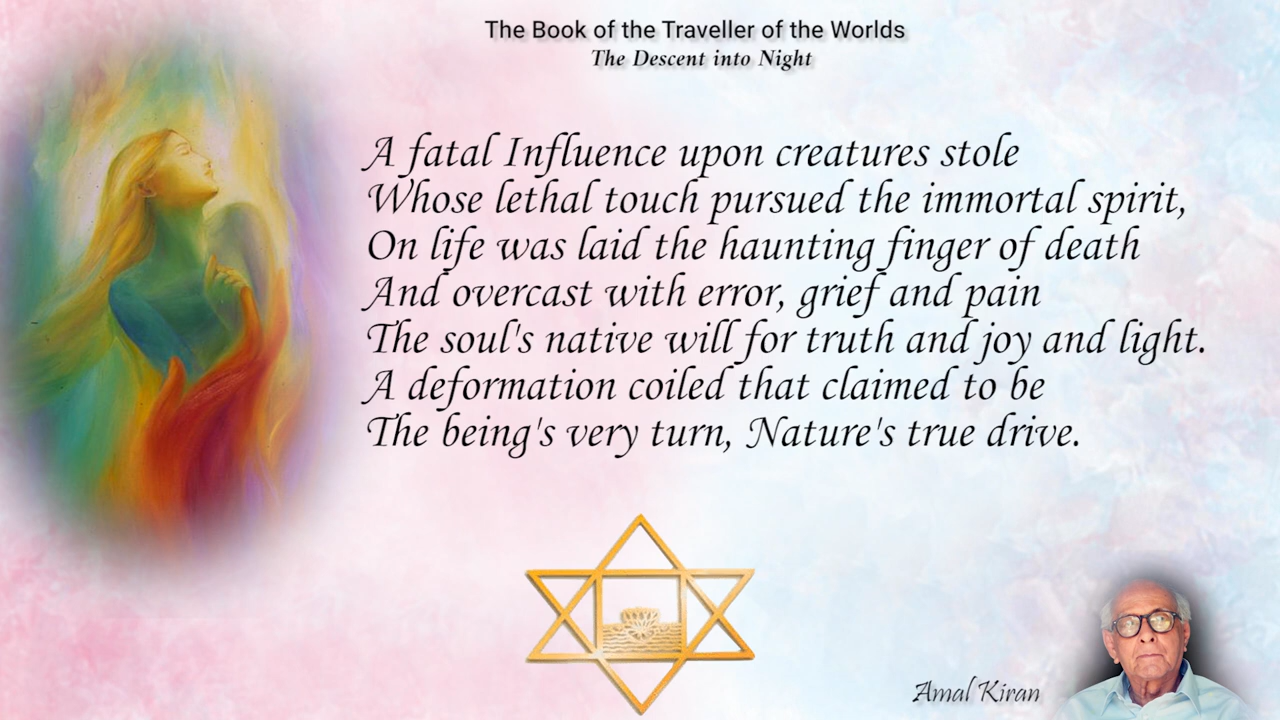 The Book of the Traveller of the Worlds
The Descent into Night
A fatal Influence upon creatures stole
Whose lethal touch pursued the immortal spirit,
On life was laid the haunting finger of death
And overcast with error, grief and pain
The soul's native will for truth and joy and light.
A deformation coiled that claimed to be
The being's very turn, Nature's true drive.
Amal Kiran